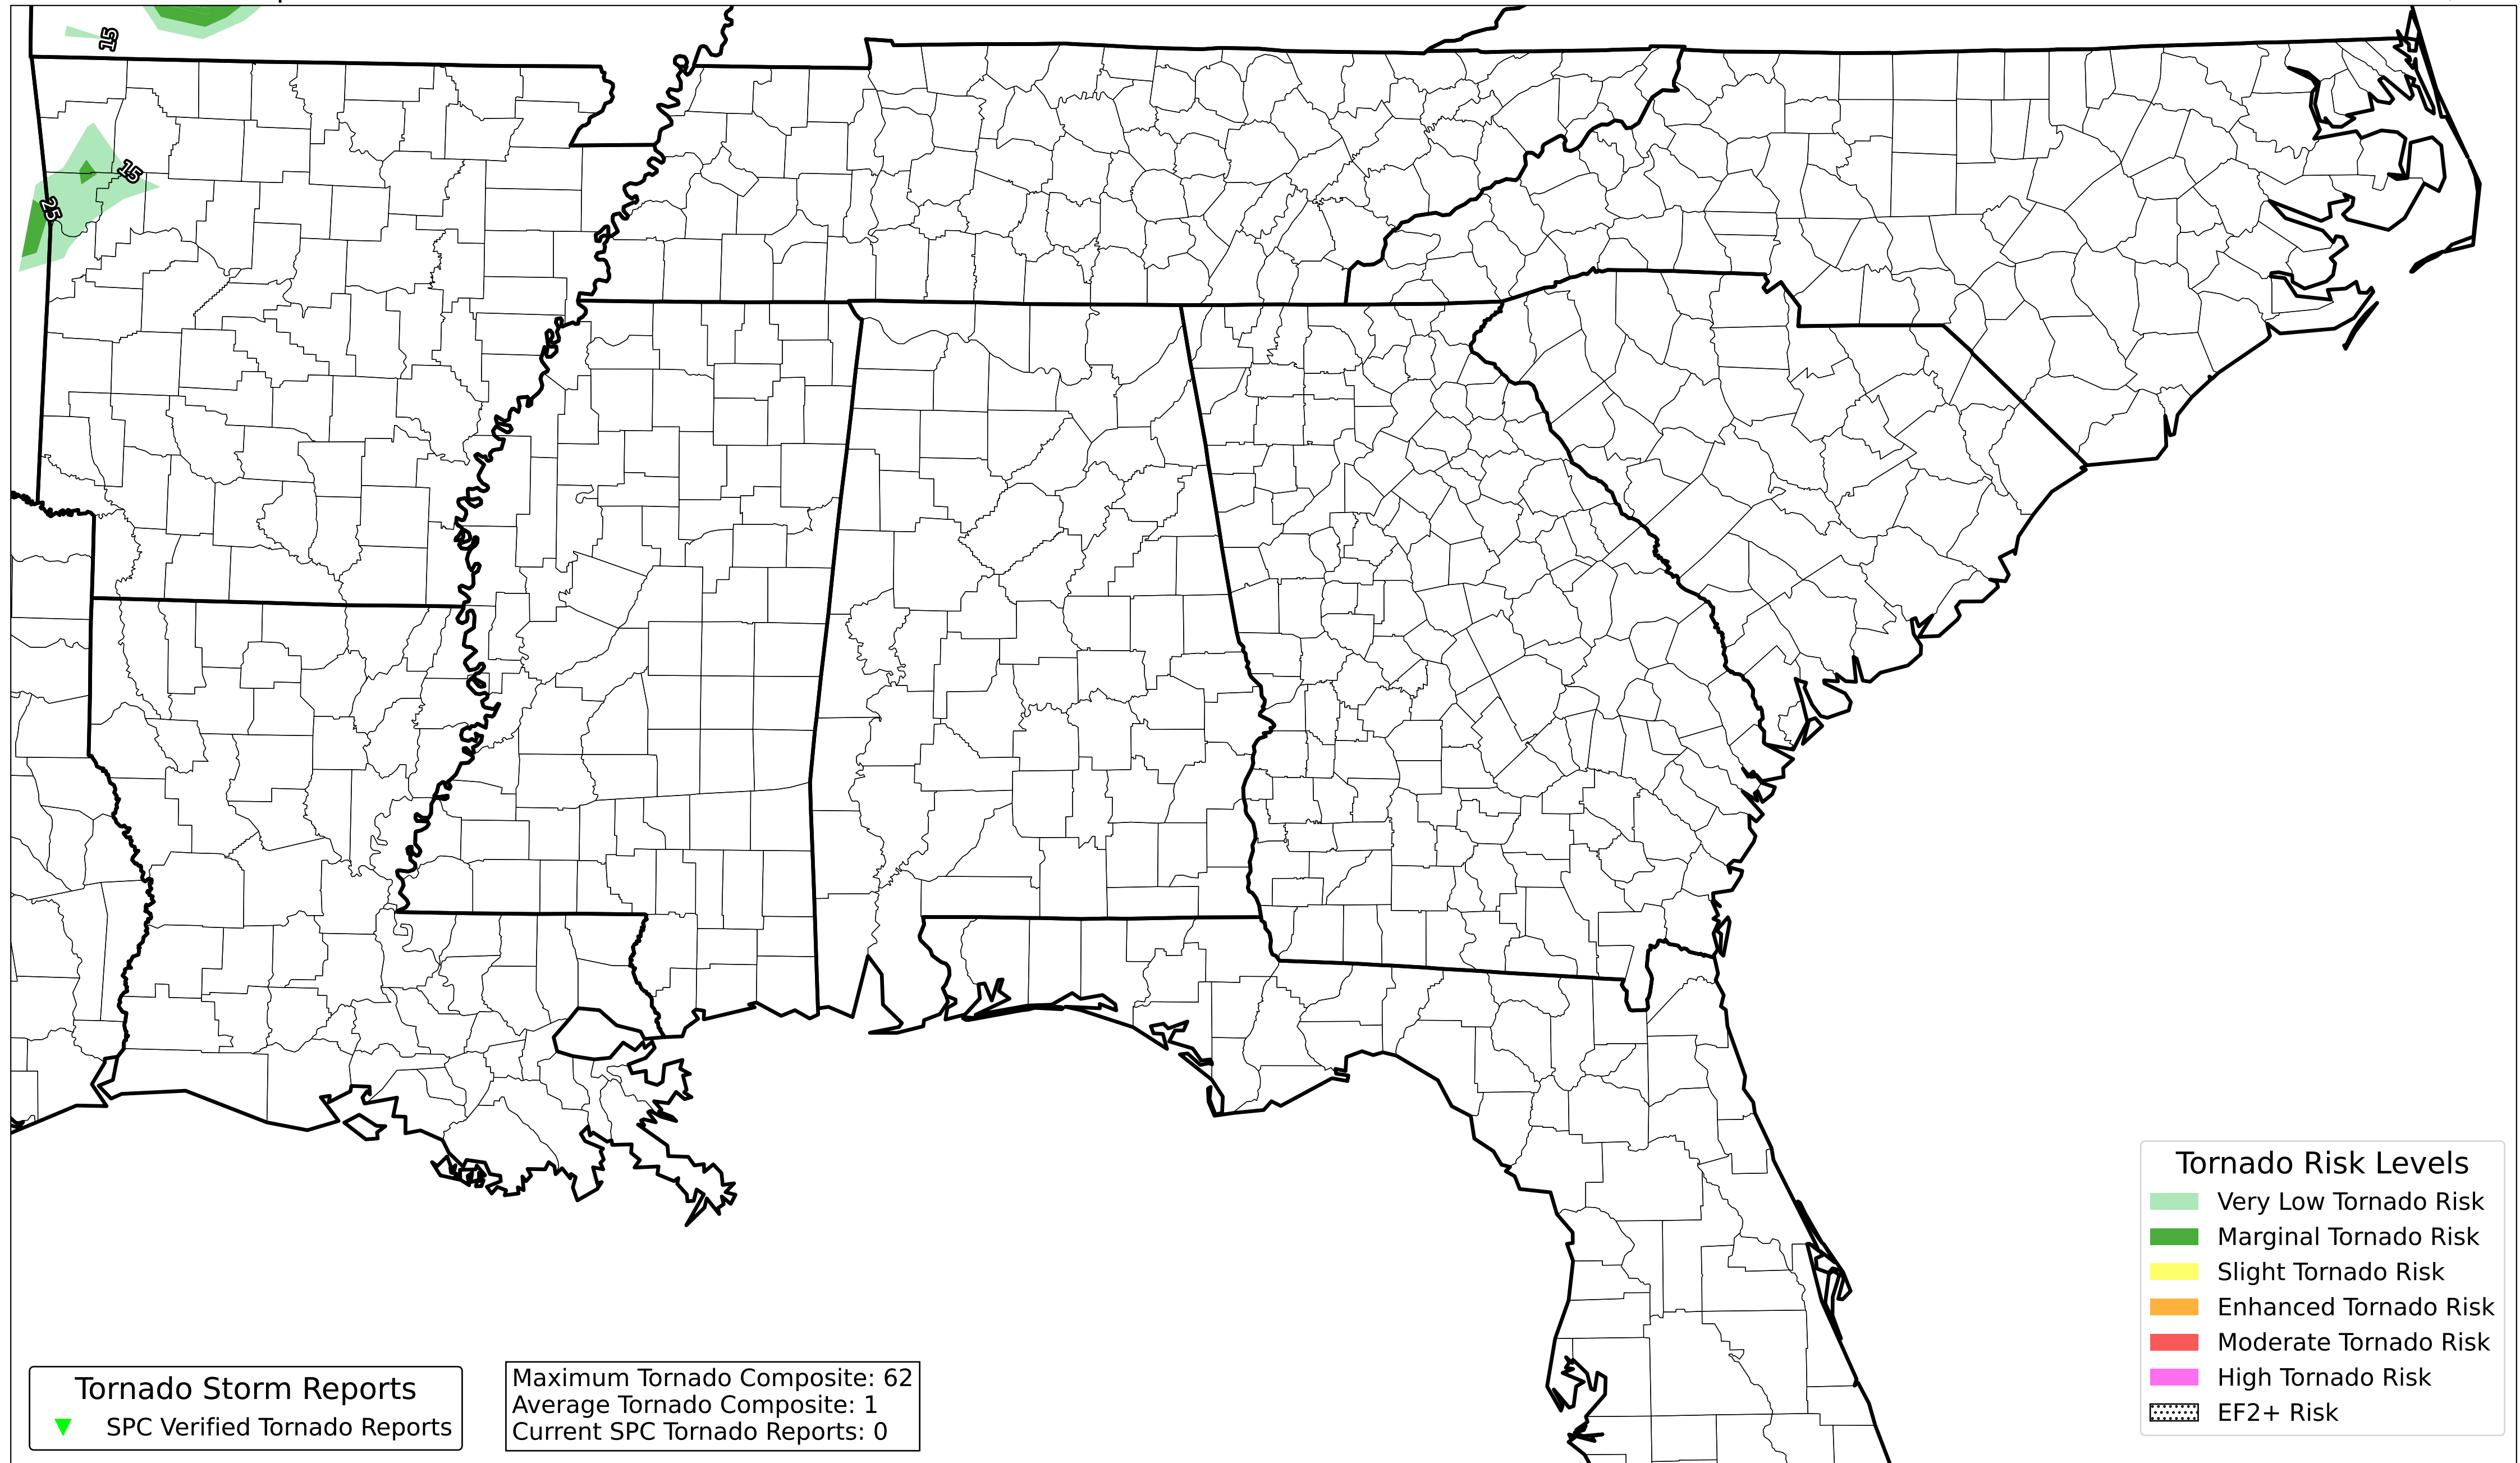 15
15
25
Tornado Risk Levels
Very Low Tornado Risk
Marginal Tornado Risk
Slight Tornado Risk
Enhanced Tornado Risk
Moderate Tornado Risk
High Tornado Risk
EF2+ Risk
Tornado Storm Reports
SPC Verified Tornado Reports
Maximum Tornado Composite: 62
Average Tornado Composite: 1
Current SPC Tornado Reports: 0